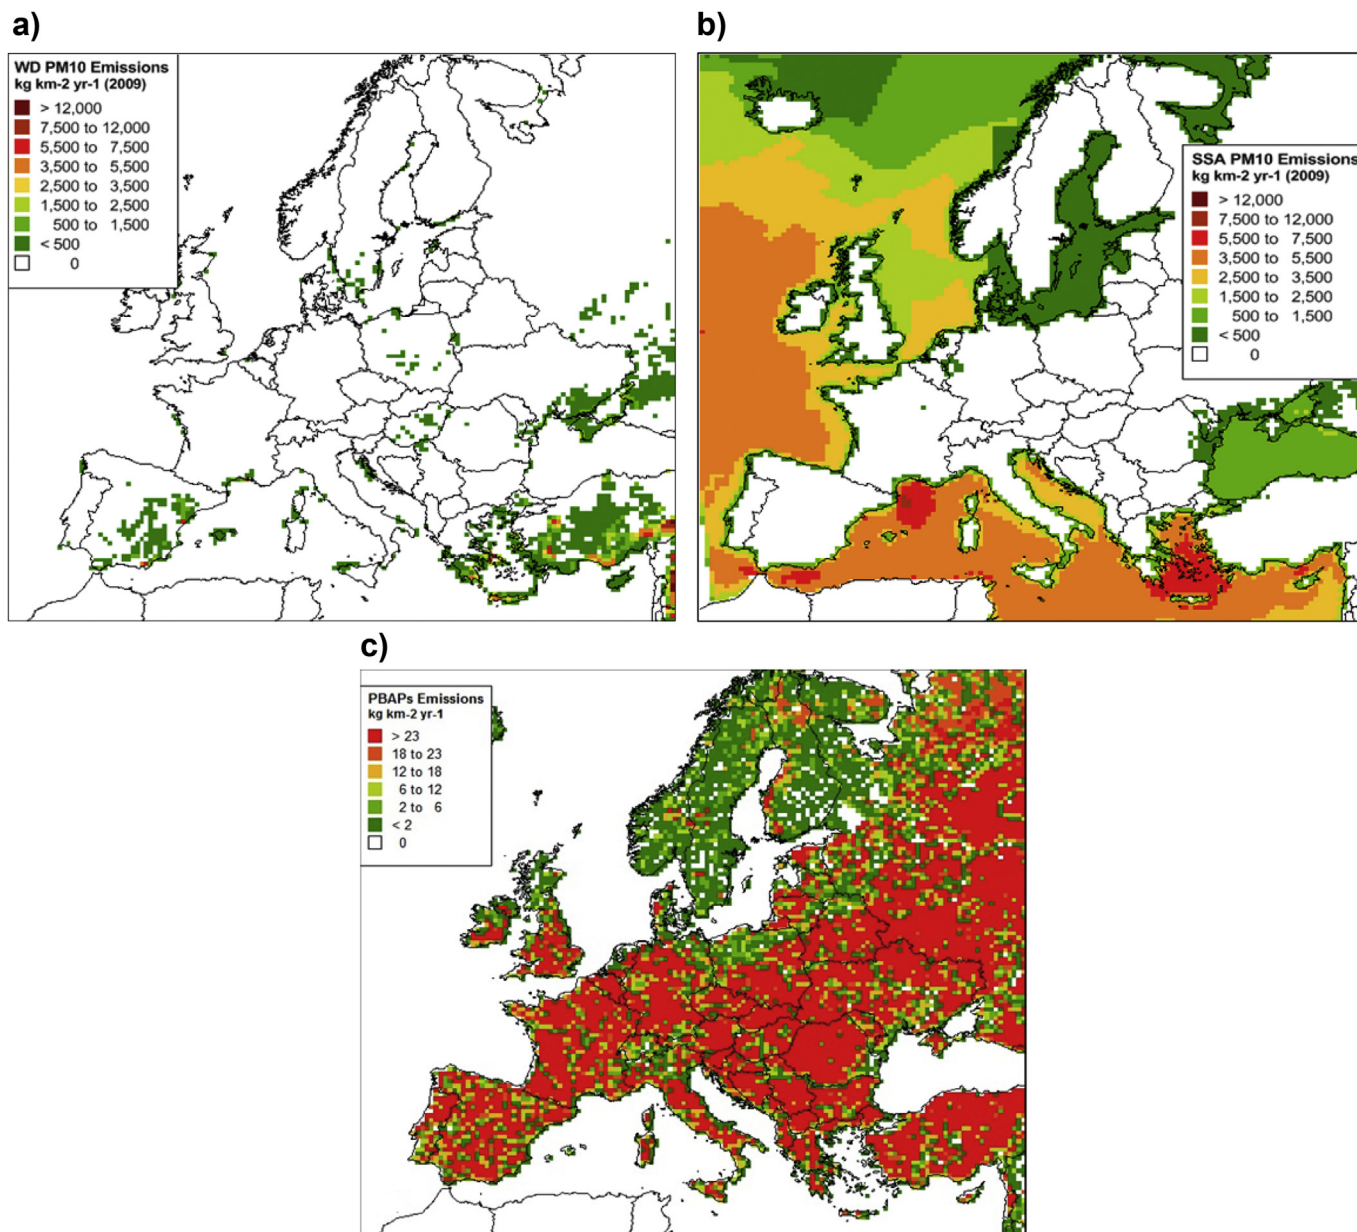 a)
WD PM10 Emissions
kg km-2 yr-1 (2009)
> 12,000
7,500 to 12,000
5,500 to 7,500
3,500 to 5,500
2,500 to 3,500
1,500 to 2,500
500 to 1,500
< 500
0
b)
SSA PM10 Emissions
kg km-2 yr-1 (2009)
> 12,000
7,500 to 12,000
5,500 to 7,500
3,500 to 5,500
2,500 to 3,500
1,500 to 2,500
500 to 1,500
< 500
0
c)
PBAPs Emissions
kg km-2 yr-1
> 23
18 to 23
12 to 18
6 to 12
2 to 6
< 2
0